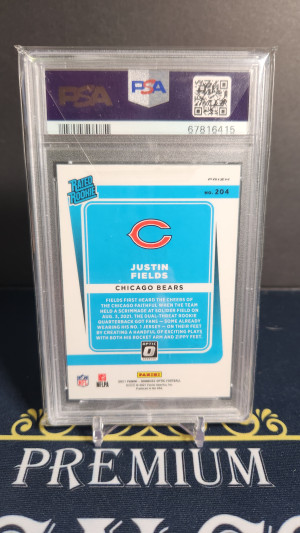 PSA
PSA
67816415
RATED ROOKIE
PRIZM
NO. 204
C
JUSTIN
FIELDS
CHICAGO BEARS
FIELDS FIRST HEARD THE CHEERS OF
THE CHICAGO FAITHFUL WHEN THE TEAM
HELD A SCRIMMAGE AT SOLDIER FIELD ON
AUG. 3, 2021. THE DUAL-THREAT ROOKIE
QUARTERBACK GOT FANS — SOME ALREADY
WEARING HIS NO. 1 JERSEY — ON THEIR FEET
BY CREATING A HANDFUL OF EXCITING PLAYS
WITH BOTH HIS ROCKET ARM AND ZIPPY FEET.
OPTIC
NFL
NFLPA
PANINI
PREMIUM